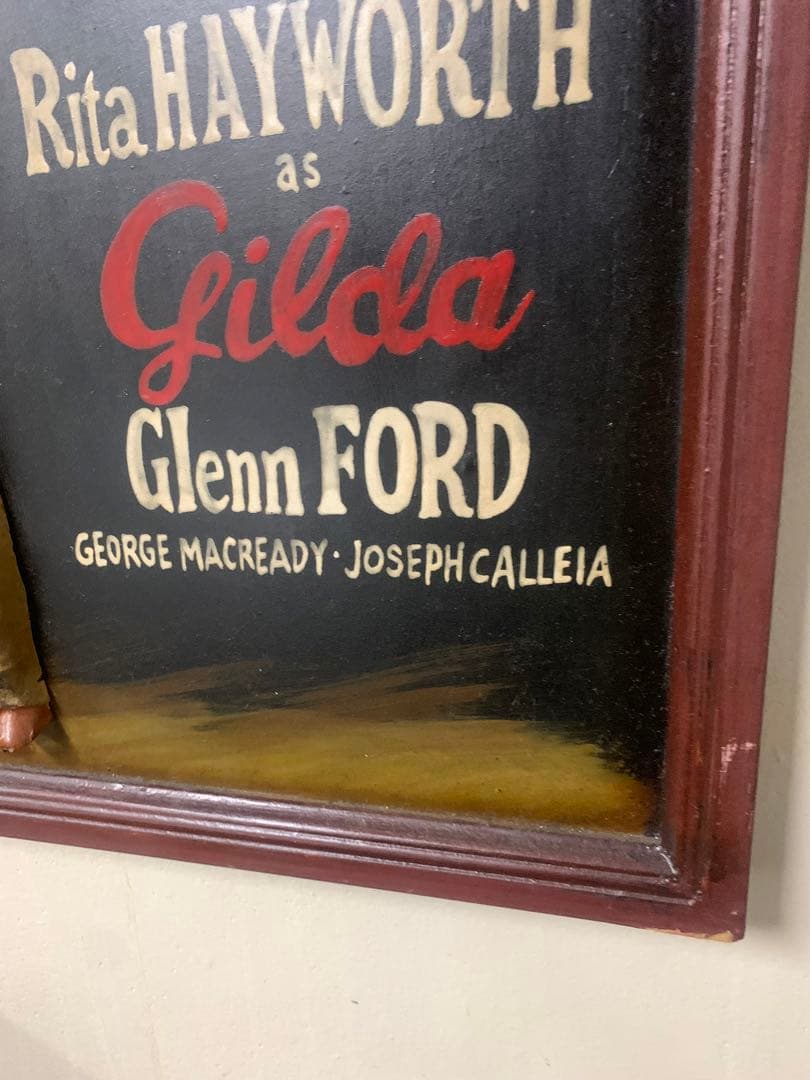 Rita HAYWORTH
as
Gilda
Glenn FORD
GEORGE MACREADY · JOSEPH CALLEIA